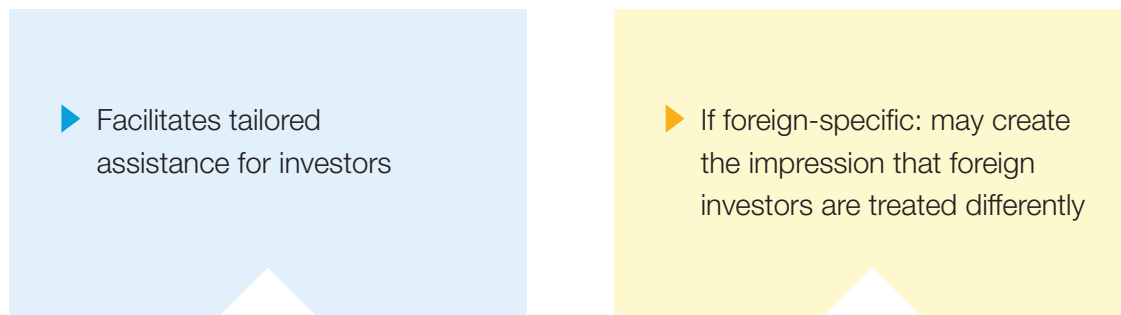 Facilitates tailored
assistance for investors
If foreign-specific: may create
the impression that foreign
investors are treated differently